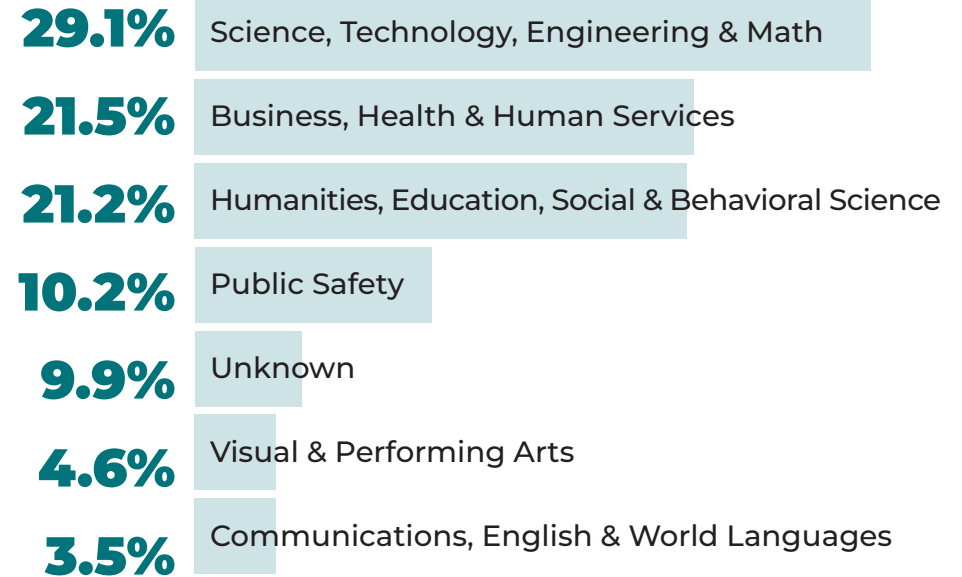 29.1% Science, Technology, Engineering & Math
21.5% Business, Health & Human Services
21.2% Humanities, Education, Social & Behavioral Science
10.2% Public Safety
9.9% Unknown
4.6% Visual & Performing Arts
3.5% Communications, English & World Languages